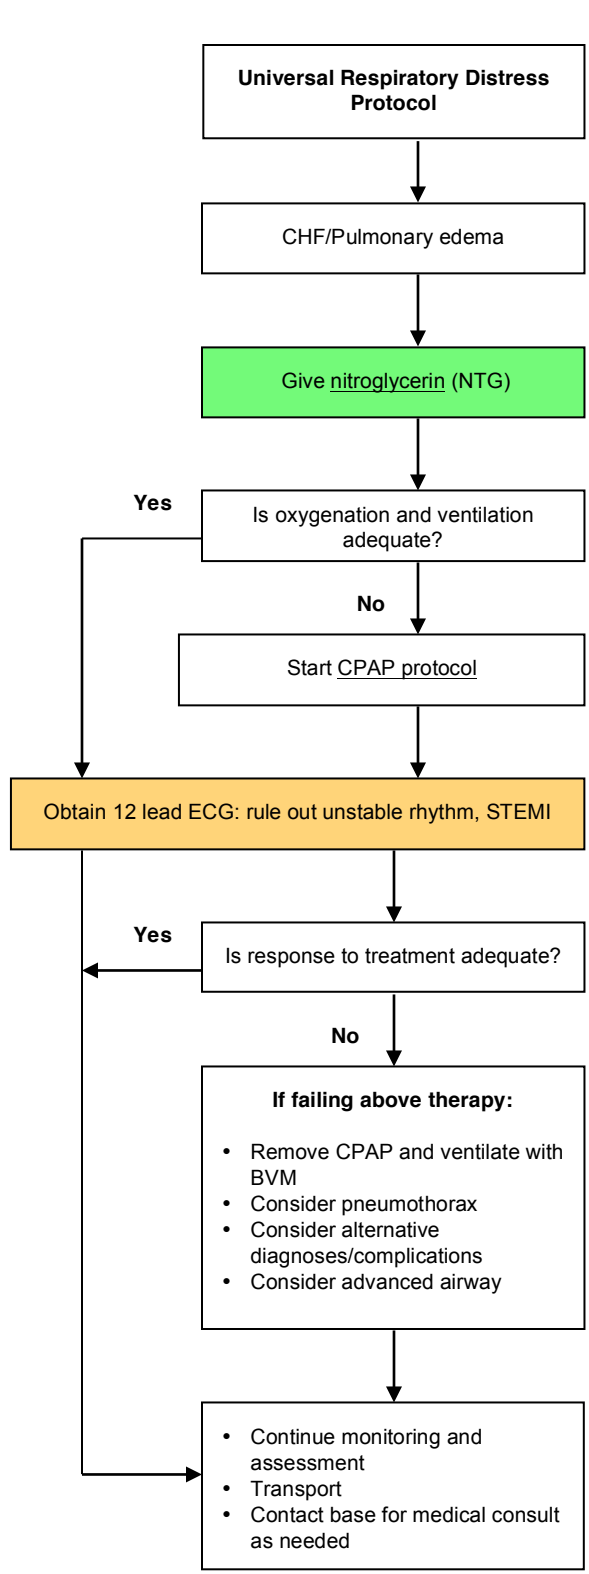 Universal Respiratory Distress
Protocol
CHF/Pulmonary edema
Give nitroglycerin (NTG)
Yes
Is oxygenation and ventilation
adequate?
No
Start CPAP protocol
Obtain 12 lead ECG: rule out unstable rhythm, STEMI
Yes
Is response to treatment adequate?
No
If failing above therapy:
• Remove CPAP and ventilate with
BVM
• Consider pneumothorax
• Consider alternative
diagnoses/complications
• Consider advanced airway
• Continue monitoring and
assessment
• Transport
• Contact base for medical consult
as needed